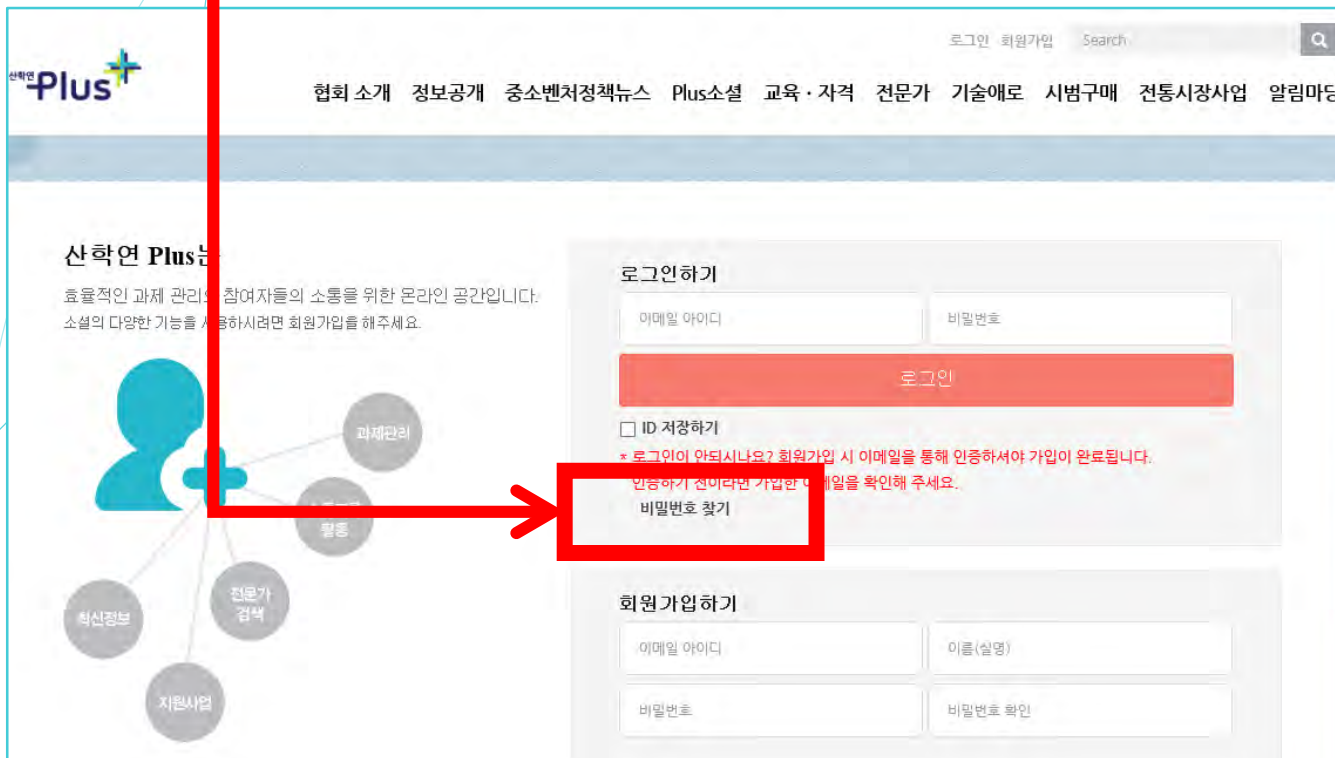 로그인 회원가입 Search
산학연Plus
협회 소개 정보공개 중소벤처정책뉴스 Plus소셜 교육 · 자격 전문가 기술애로 시범구매 전통시장사업 알림마당
산학연 Plus는
효율적인 과제 관리와 참여자들의 소통을 위한 온라인 공간입니다.
소셜의 다양한 기능을 사용하시려면 회원가입을 해주세요.
과제관리
활동
전문가
검색
최신정보
지원사업
로그인하기
이메일 아이디 비밀번호
로그인
ID 저장하기
* 로그인이 안되시나요? 회원가입 시 이메일을 통해 인증하셔야 가입이 완료됩니다.
인증하기 전이라면 가입한 이메일을 확인해 주세요.
비밀번호 찾기
회원가입하기
이메일 아이디 이름(실명)
비밀번호 비밀번호 확인